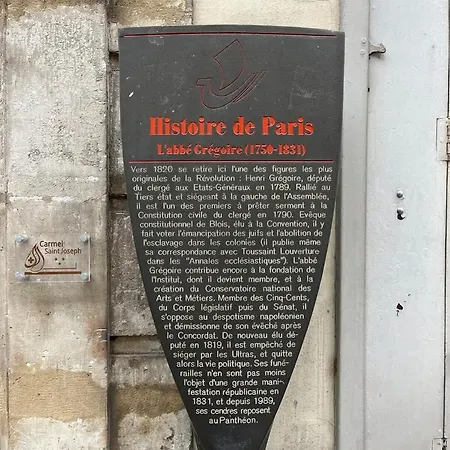 Histoire de Paris
L'abbé Grégoire (1750-1831)
Vers 1820 se retire ici l'une des figures les plus
originales de la Révolution : Henri Grégoire, député
du clergé aux Etats-Généraux en 1789. Rallié au
Tiers état et siégeant à la gauche de l'Assemblée,
il est l'un des premiers à prêter serment à la
Constitution civile du clergé en 1790. Evêque
constitutionnel de Blois, élu à la Convention, il y
fait voter l'émancipation des juifs et l'abolition de
l'esclavage dans les colonies (il publie même
sa correspondance avec Toussaint Louverture
dans les "Annales ecclésiastiques"). L'abbé
Grégoire contribue encore à la fondation de
l'Institut, dont il devient membre, et à la
création du Conservatoire national des
Arts et Métiers. Membre des Cinq-Cents,
du Corps législatif puis du Sénat, il
s'oppose au despotisme napoléonien
et démissionne de son évêché après
le Concordat. De nouveau élu dé-
puté en 1819, il est empêché de
siéger par les Ultras, et quitte
alors la vie politique. Ses funé-
railles n'en sont pas moins
l'objet d'une grande mani-
festation républicaine en
1831, et depuis 1989,
ses cendres reposent
au Panthéon.
Carmel
Saint Joseph